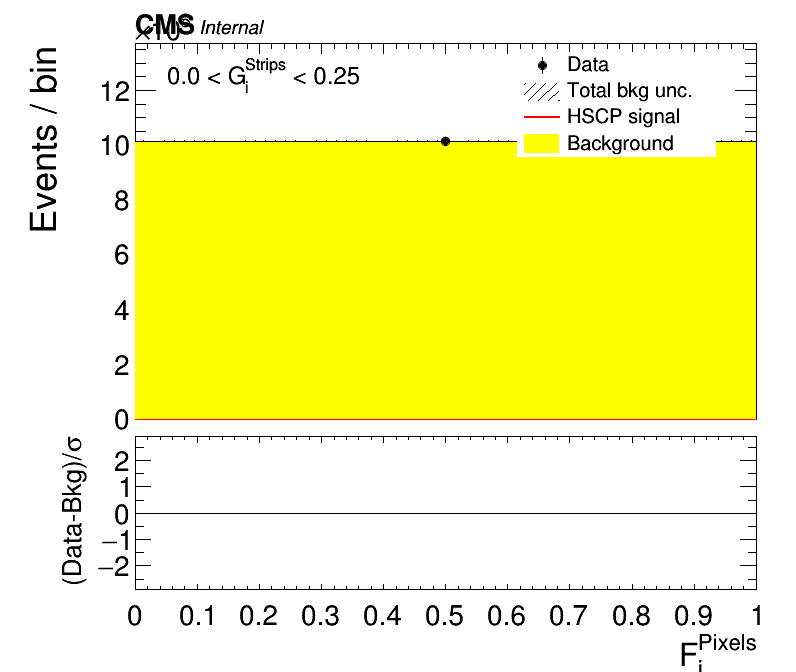 CMS Internal
0.0 < G_i^Strips < 0.25
Data
Total bkg unc.
HSCP signal
Background
Events / bin
12
10
8
6
4
2
0
(Data-Bkg)/σ
2
1
0
−1
−2
0 0.1 0.2 0.3 0.4 0.5 0.6 0.7 0.8 0.9 1
F_i^Pixels